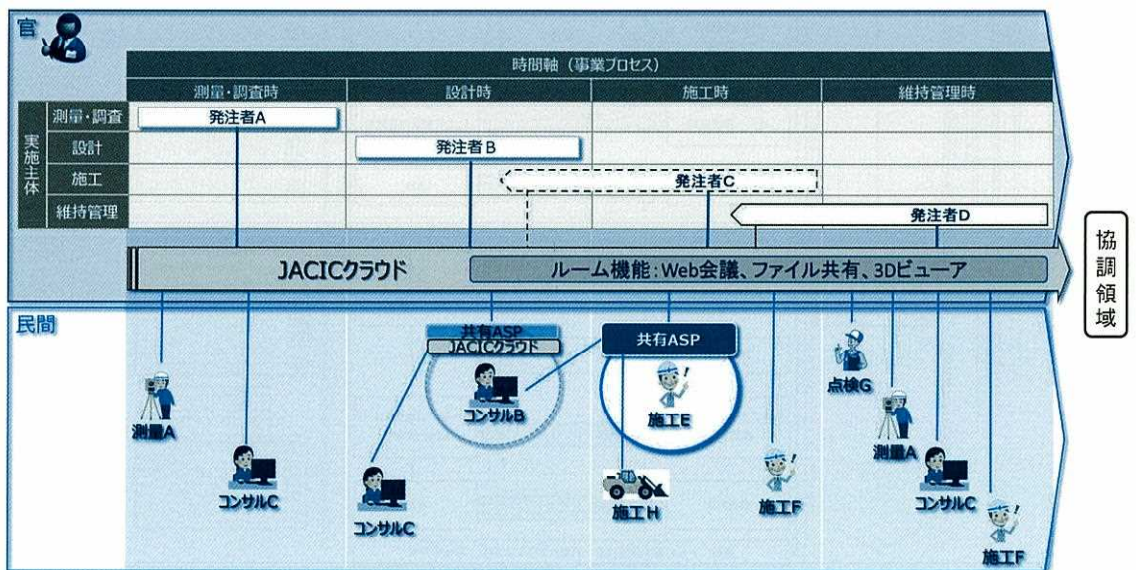 官
時間軸（事業プロセス）
測量・調査時
設計時
施工時
維持管理時
実施主体
測量・調査
発注者A
設計
発注者B
施工
発注者C
維持管理
発注者D
JACICクラウド
ルーム機能：Web会議、ファイル共有、3Dビューア
協調領域
民間
共有ASP
JACICクラウド
共有ASP
コンサルB
施工E
点検G
測量A
測量A
コンサルC
コンサルC
施工H
施工F
コンサルC
施工F